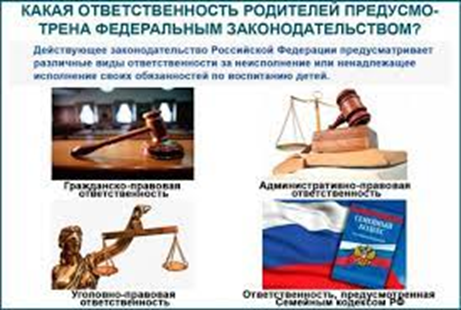 КАКАЯ ОТВЕТСТВЕННОСТЬ РОДИТЕЛЕЙ ПРЕДУСМО-
ТРЕНА ФЕДЕРАЛЬНЫМ ЗАКОНОДАТЕЛЬСТВОМ?
Действующее законодательство Российской Федерации предусматривает
различные виды ответственности за неисполнение или ненадлежащее
исполнение своих обязанностей по воспитанию детей.
Гражданско-правовая
ответственность
Административно-правовая
ответственность
СЕМЕЙНЫЙ
КОДЕКС
Уголовно-правовая
ответственность
Ответственность, предусмотренная
Семейным кодексом РФ